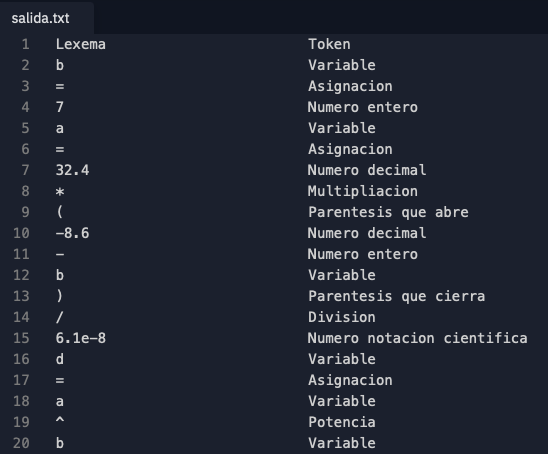 salida.txt
1 Lexema Token
2 b Variable
3 = Asignacion
4 7 Numero entero
5 a Variable
6 = Asignacion
7 32.4 Numero decimal
8 * Multipliacion
9 ( Parentesis que abre
10 -8.6 Numero decimal
11 - Numero entero
12 b Variable
13 ) Parentesis que cierra
14 / Division
15 6.1e-8 Numero notacion cientifica
16 d Variable
17 = Asignacion
18 a Variable
19 ^ Potencia
20 b Variable